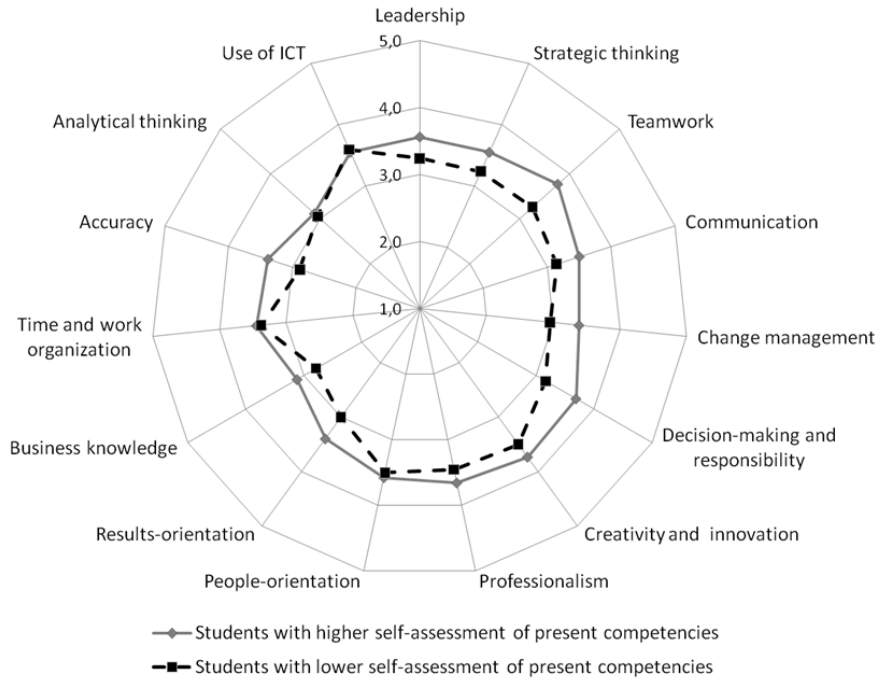 Leadership
5,0
Use of ICT
Strategic thinking
4,0
Analytical thinking
Teamwork
3,0
Accuracy
Communication
2,0
1,0
Time and work
organization
Change management
Business knowledge
Decision-making and
responsibility
Results-orientation
Creativity and innovation
People-orientation
Professionalism
Students with higher self-assessment of present competencies
Students with lower self-assessment of present competencies